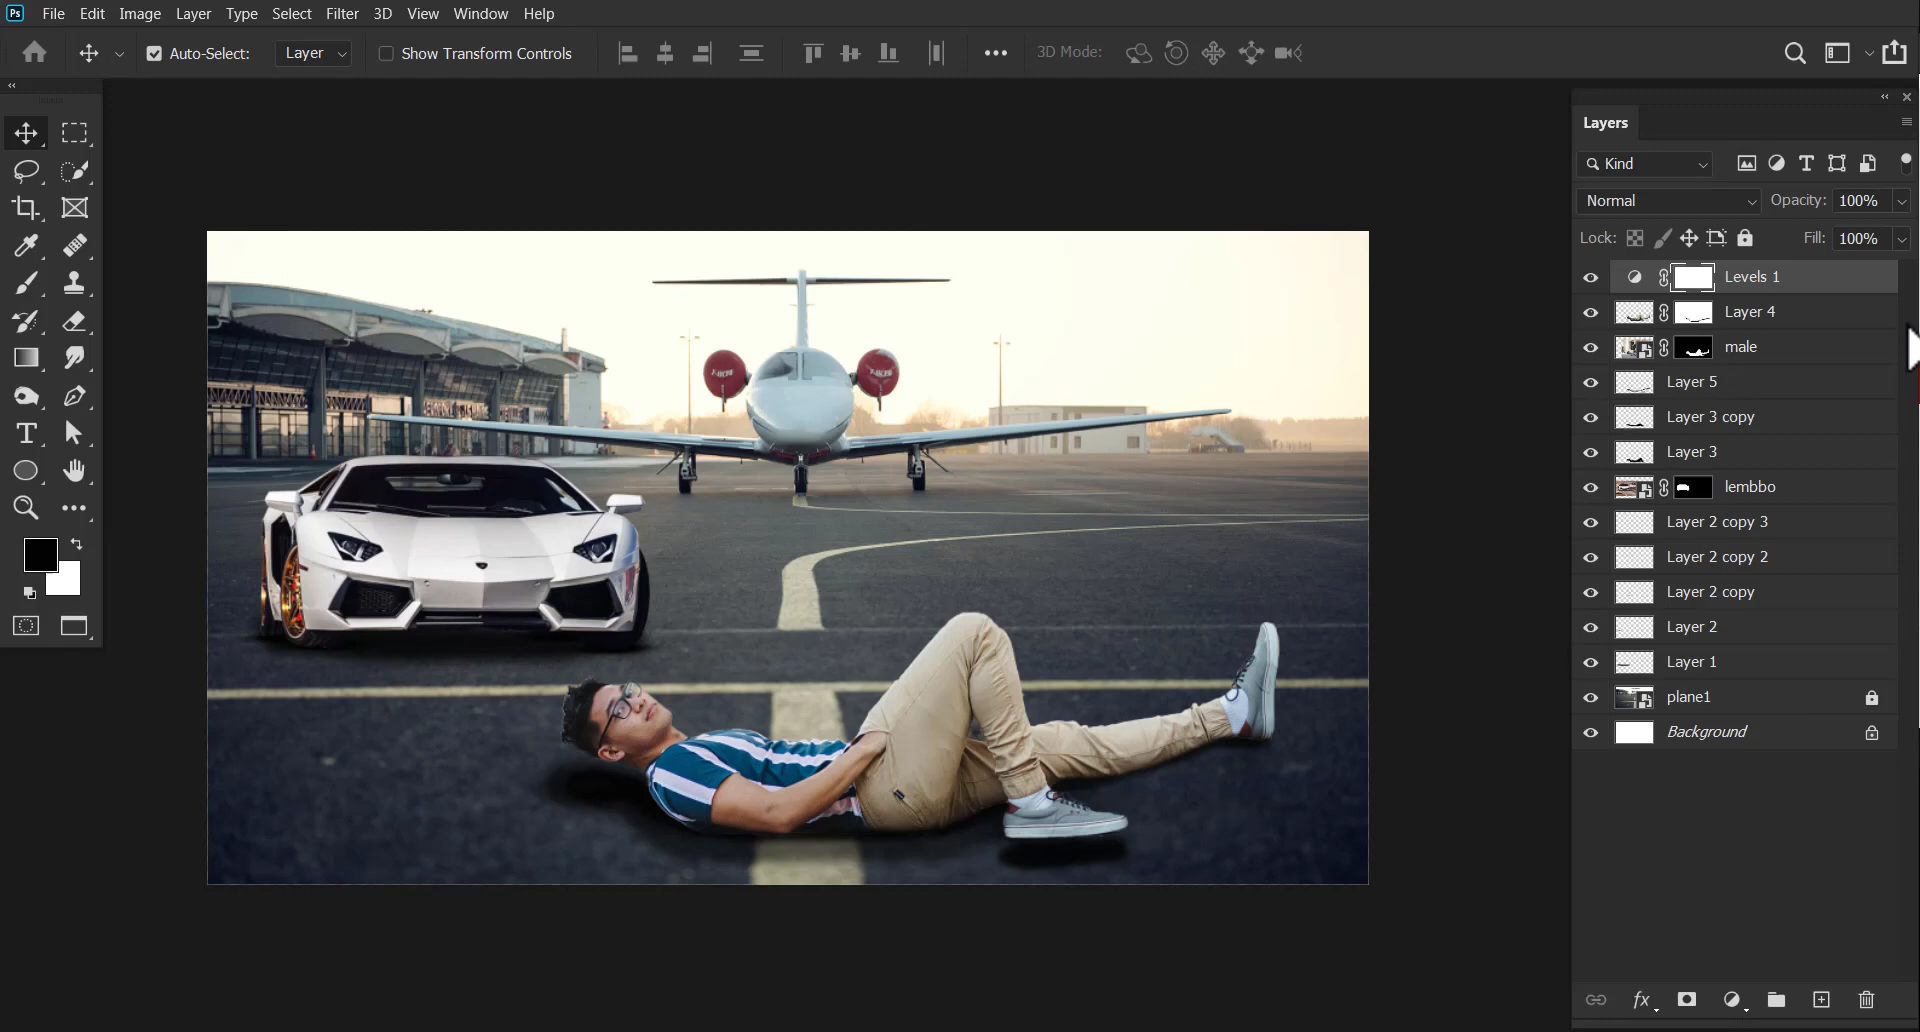 Ps File Edit Image Layer Type Select Filter 3D View Window Help
Auto-Select: Layer Show Transform Controls 3D Mode:
Layers
Kind
Normal Opacity: 100%
Lock: Fill: 100%
Levels 1
Layer 4
male
Layer 5
Layer 3 copy
Layer 3
lembbo
Layer 2 copy 3
Layer 2 copy 2
Layer 2 copy
Layer 2
Layer 1
plane1
Background
fx